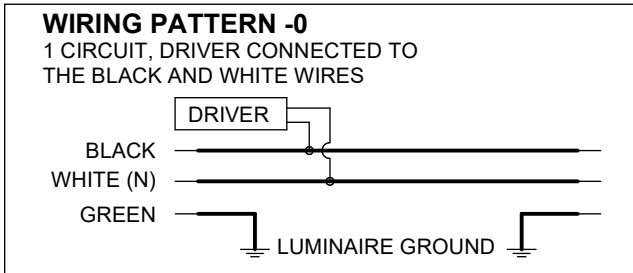 WIRING PATTERN -0
1 CIRCUIT, DRIVER CONNECTED TO
THE BLACK AND WHITE WIRES
DRIVER
BLACK
WHITE (N)
GREEN
LUMINAIRE GROUND